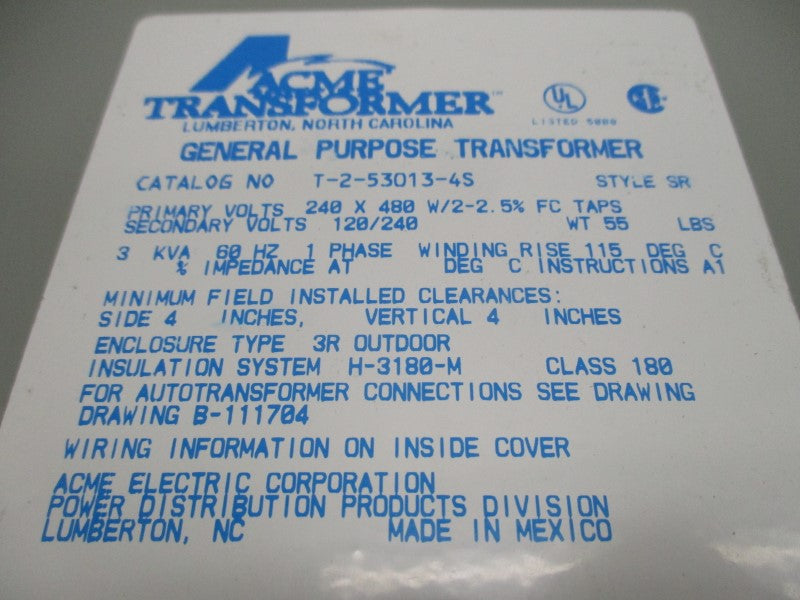 ACME
TRANSFORMER™
LUMBERTON, NORTH CAROLINA
UL
LISTED 5000
GENERAL PURPOSE TRANSFORMER
CATALOG NO T-2-53013-4S STYLE SR
PRIMARY VOLTS 240 X 480 W/2-2.5% FC TAPS
SECONDARY VOLTS 120/240 WT 55 LBS
3 KVA 60 HZ 1 PHASE WINDING RISE 115 DEG C
% IMPEDANCE AT DEG C INSTRUCTIONS A1
MINIMUM FIELD INSTALLED CLEARANCES:
SIDE 4 INCHES, VERTICAL 4 INCHES
ENCLOSURE TYPE 3R OUTDOOR
INSULATION SYSTEM H-3180-M CLASS 180
FOR AUTOTRANSFORMER CONNECTIONS SEE DRAWING
DRAWING B-111704
WIRING INFORMATION ON INSIDE COVER
ACME ELECTRIC CORPORATION
POWER DISTRIBUTION PRODUCTS DIVISION
LUMBERTON, NC MADE IN MEXICO